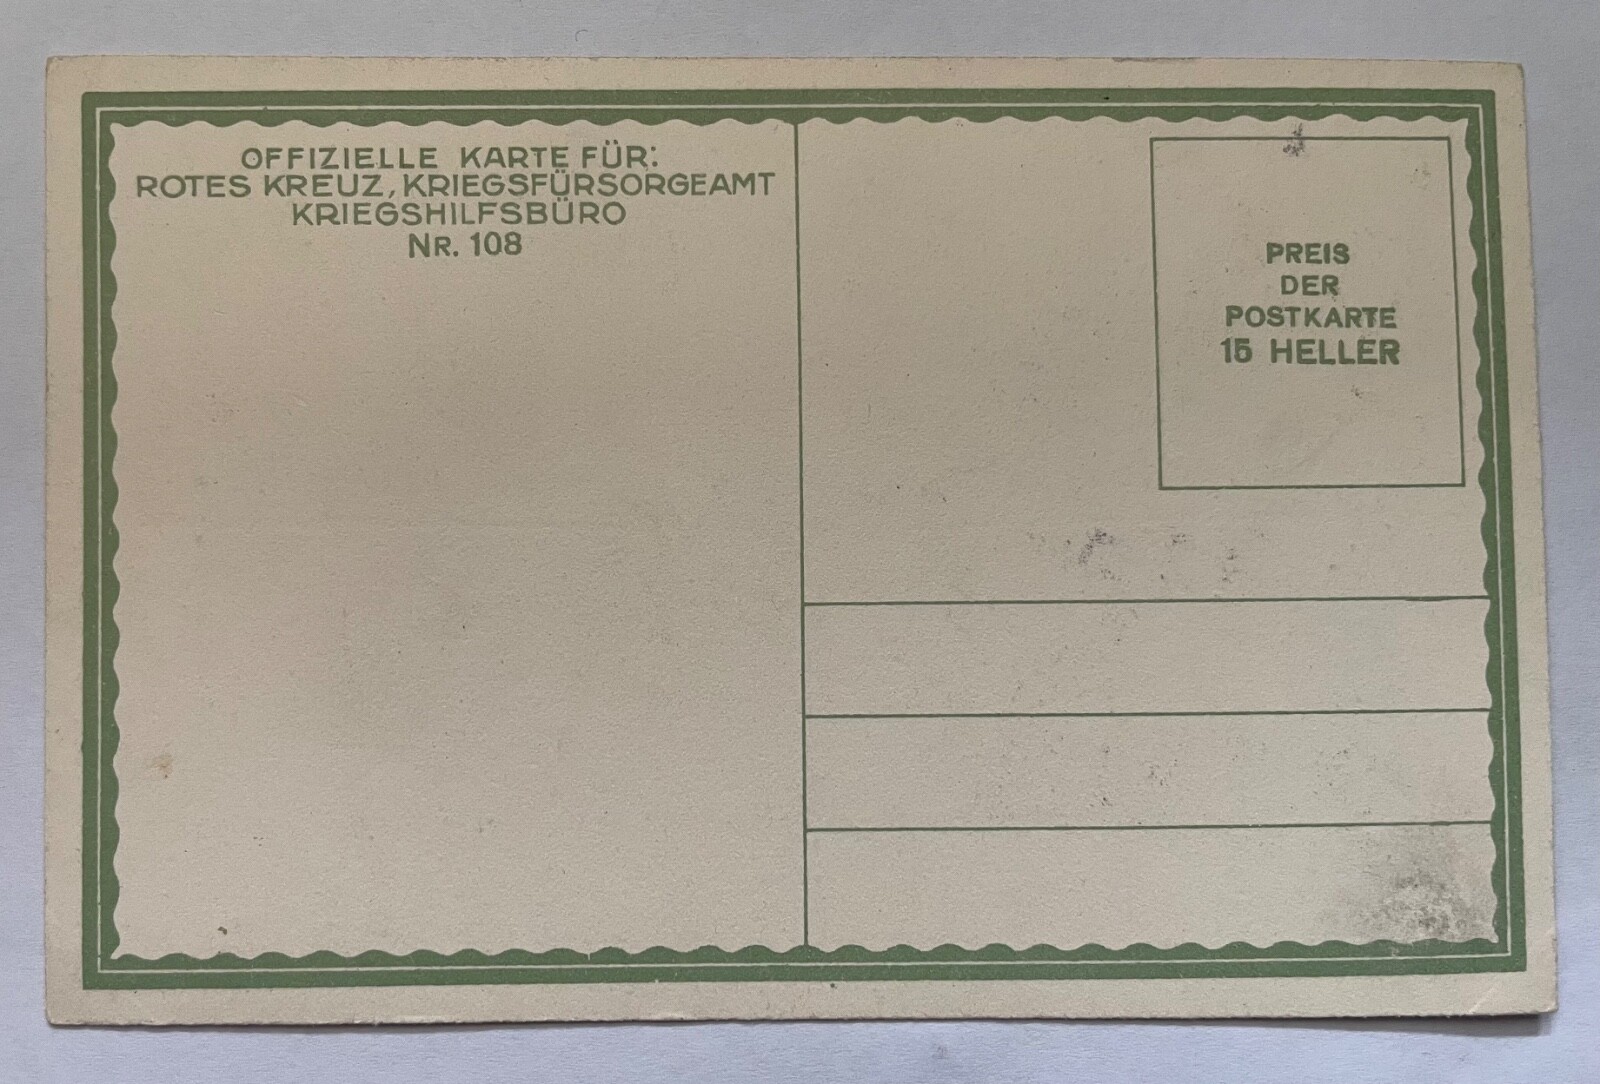 OFFIZIELLE KARTE FÜR:
ROTES KREUZ, KRIEGSFÜRSORGEAMT
KRIEGSHILFSBÜRO
NR. 108
PREIS
DER
POSTKARTE
15 HELLER